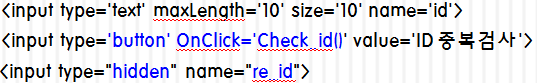 <input type='text' maxLength='10' size='10' name='id'>
<input type='button' OnClick='Check_id()' value='ID 중복검사'>
<input type="hidden" name="re_id">